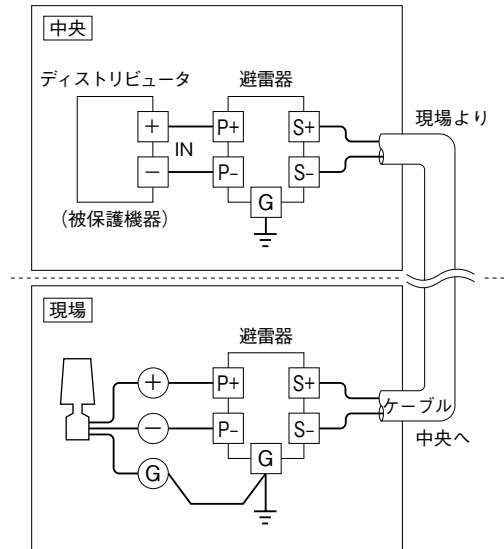 中央
ディストリビュータ
避雷器
+
P+
S+
現場より
IN
−
P−
S−
G
(被保護機器)
現場
避雷器
+
P+
S+
ケーブル
−
P−
S−
中央へ
G
G